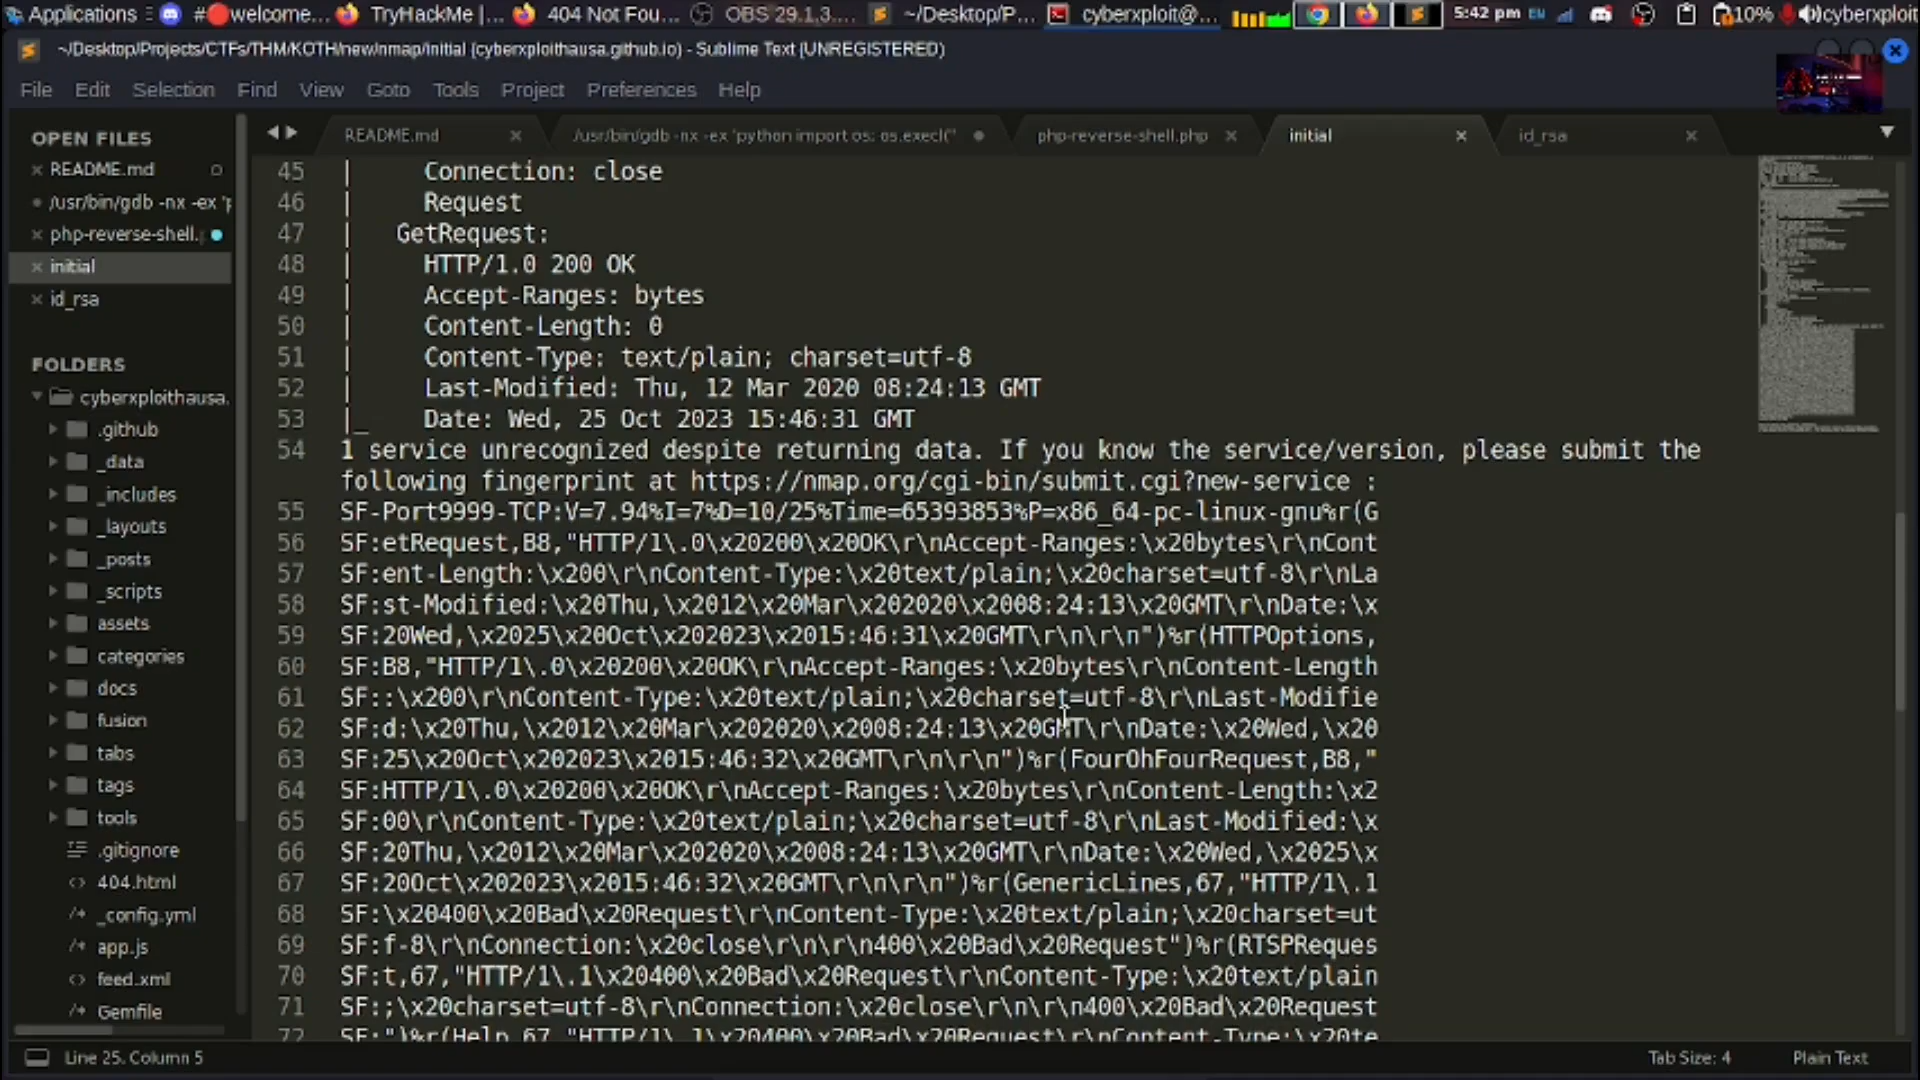 Applications
#🔴welcome...
TryHackMe |...
404 Not Fou...
OBS 29.1.3....
~/Desktop/P...
cyberxploit@...
5:42 pm EN
10%
cyberxploit
~/Desktop/Projects/CTFs/THM/KOTH/new/nmap/initial (cyberxploithausa.github.io) - Sublime Text (UNREGISTERED)
File Edit Selection Find View Goto Tools Project Preferences Help
OPEN FILES
README.md
/usr/bin/gdb -nx -ex 'p
php-reverse-shell.
initial
id_rsa
FOLDERS
cyberxploithausa.
.github
_data
_includes
_layouts
_posts
_scripts
assets
categories
docs
fusion
tabs
tags
tools
.gitignore
404.html
_config.yml
app.js
feed.xml
Gemfile
README.md
/usr/bin/gdb -nx -ex 'python import os; os.execl("
php-reverse-shell.php
initial
id_rsa
45 |     Connection: close
46 |     Request
47 |   GetRequest:
48 |     HTTP/1.0 200 OK
49 |     Accept-Ranges: bytes
50 |     Content-Length: 0
51 |     Content-Type: text/plain; charset=utf-8
52 |     Last-Modified: Thu, 12 Mar 2020 08:24:13 GMT
53 |_    Date: Wed, 25 Oct 2023 15:46:31 GMT
54 1 service unrecognized despite returning data. If you know the service/version, please submit the
following fingerprint at https://nmap.org/cgi-bin/submit.cgi?new-service :
55 SF-Port9999-TCP:V=7.94%I=7%D=10/25%Time=65393853%P=x86_64-pc-linux-gnu%r(G
56 SF:etRequest,B8,"HTTP/1\.0\x20200\x20OK\r\nAccept-Ranges:\x20bytes\r\nCont
57 SF:ent-Length:\x200\r\nContent-Type:\x20text/plain;\x20charset=utf-8\r\nLa
58 SF:st-Modified:\x20Thu,\x2012\x20Mar\x202020\x2008:24:13\x20GMT\r\nDate:\x
59 SF:20Wed,\x2025\x20Oct\x202023\x2015:46:31\x20GMT\r\n\r\n")%r(HTTPOptions,
60 SF:B8,"HTTP/1\.0\x20200\x20OK\r\nAccept-Ranges:\x20bytes\r\nContent-Length
61 SF::\x200\r\nContent-Type:\x20text/plain;\x20charset=utf-8\r\nLast-Modifie
62 SF:d:\x20Thu,\x2012\x20Mar\x202020\x2008:24:13\x20GMT\r\nDate:\x20Wed,\x20
63 SF:25\x20Oct\x202023\x2015:46:32\x20GMT\r\n\r\n")%r(FourOhFourRequest,B8,"
64 SF:HTTP/1\.0\x20200\x20OK\r\nAccept-Ranges:\x20bytes\r\nContent-Length:\x2
65 SF:00\r\nContent-Type:\x20text/plain;\x20charset=utf-8\r\nLast-Modified:\x
66 SF:20Thu,\x2012\x20Mar\x202020\x2008:24:13\x20GMT\r\nDate:\x20Wed,\x2025\x
67 SF:20Oct\x202023\x2015:46:32\x20GMT\r\n\r\n")%r(GenericLines,67,"HTTP/1\.1
68 SF:\x20400\x20Bad\x20Request\r\nContent-Type:\x20text/plain;\x20charset=ut
69 SF:f-8\r\nConnection:\x20close\r\n\r\n400\x20Bad\x20Request")%r(RTSPReques
70 SF:t,67,"HTTP/1\.1\x20400\x20Bad\x20Request\r\nContent-Type:\x20text/plain
71 SF:;\x20charset=utf-8\r\nConnection:\x20close\r\n\r\n400\x20Bad\x20Request
72 SF:")%r(Help,67,"HTTP/1\.1\x20400\x20Bad\x20Request\r\nContent-Type:\x20te
Line 25, Column 5
Tab Size: 4
Plain Text